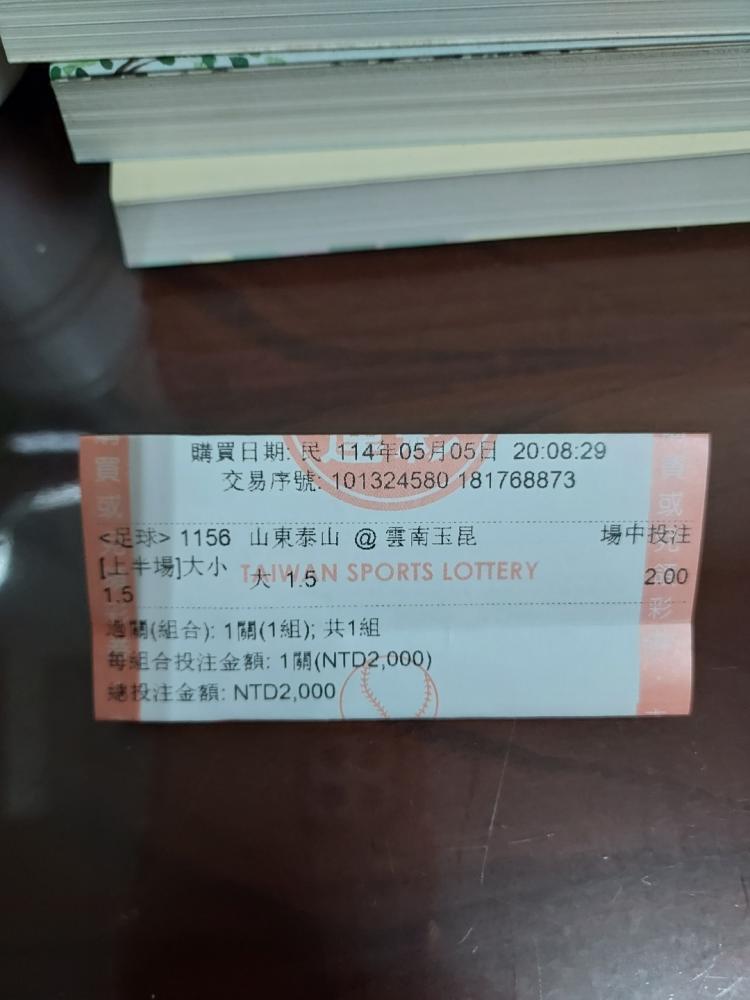 購買日期: 民 114年05月05日 20:08:29
交易序號: 101324580 181768873
<足球> 1156 山東泰山 @ 雲南玉昆 場中投注
[上半場]大小 大 1.5 2.00
1.5
TAIWAN SPORTS LOTTERY
過關(組合): 1關(1組); 共1組
每組合投注金額: 1關(NTD2,000)
總投注金額: NTD2,000
購買或
彩